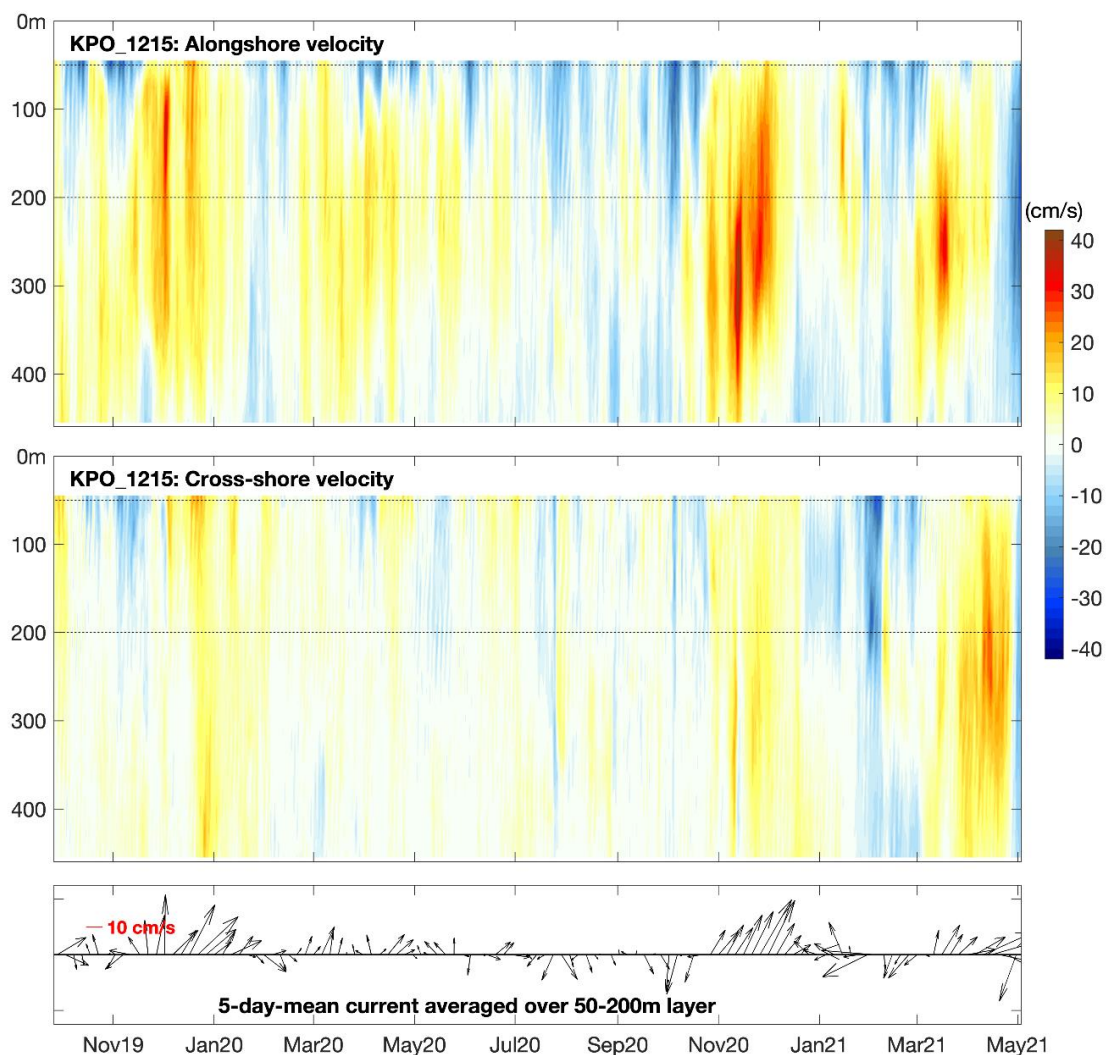 0m
KPO_1215: Alongshore velocity
100
200
300
400
(cm/s)
40
30
20
10
0
-10
-20
-30
-40
0m
KPO_1215: Cross-shore velocity
100
200
300
400
10 cm/s
5-day-mean current averaged over 50-200m layer
Nov19 Jan20 Mar20 May20 Jul20 Sep20 Nov20 Jan21 Mar21 May21